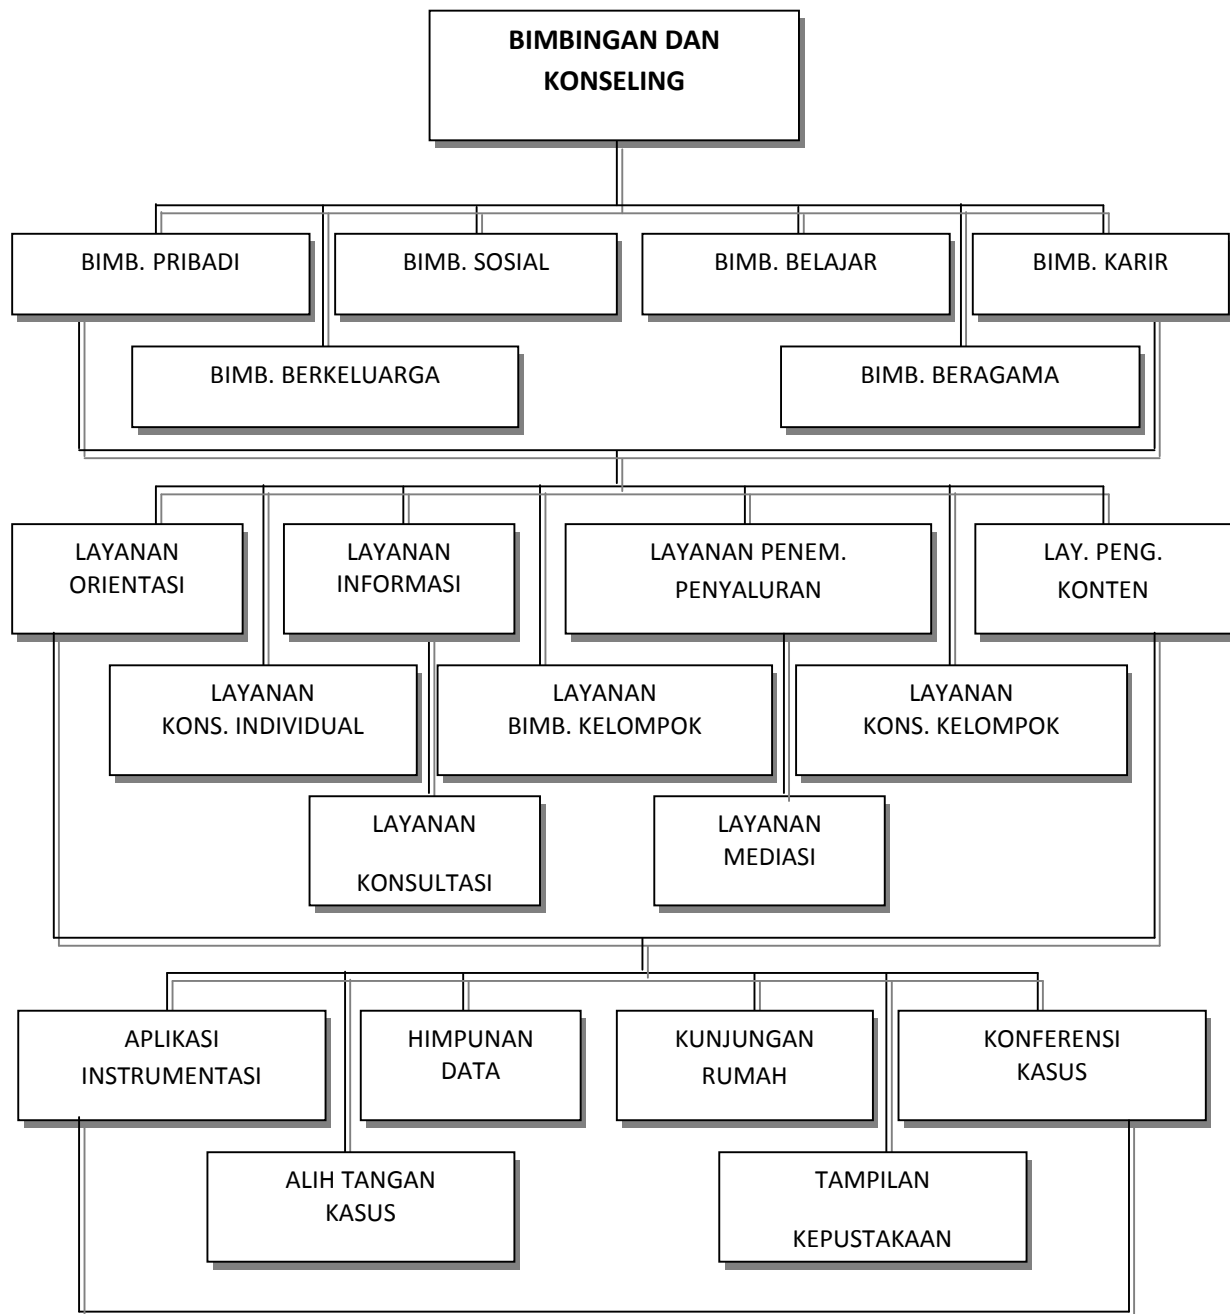 BIMBINGAN DAN
KONSELING
BIMB. PRIBADI
BIMB. SOSIAL
BIMB. BELAJAR
BIMB. KARIR
BIMB. BERKELUARGA
BIMB. BERAGAMA
LAYANAN
ORIENTASI
LAYANAN
INFORMASI
LAYANAN PENEM.
PENYALURAN
LAY. PENG.
KONTEN
LAYANAN
KONS. INDIVIDUAL
LAYANAN
BIMB. KELOMPOK
LAYANAN
KONS. KELOMPOK
LAYANAN
KONSULTASI
LAYANAN
MEDIASI
APLIKASI
INSTRUMENTASI
HIMPUNAN
DATA
KUNJUNGAN
RUMAH
KONFERENSI
KASUS
ALIH TANGAN
KASUS
TAMPILAN
KEPUSTAKAAN